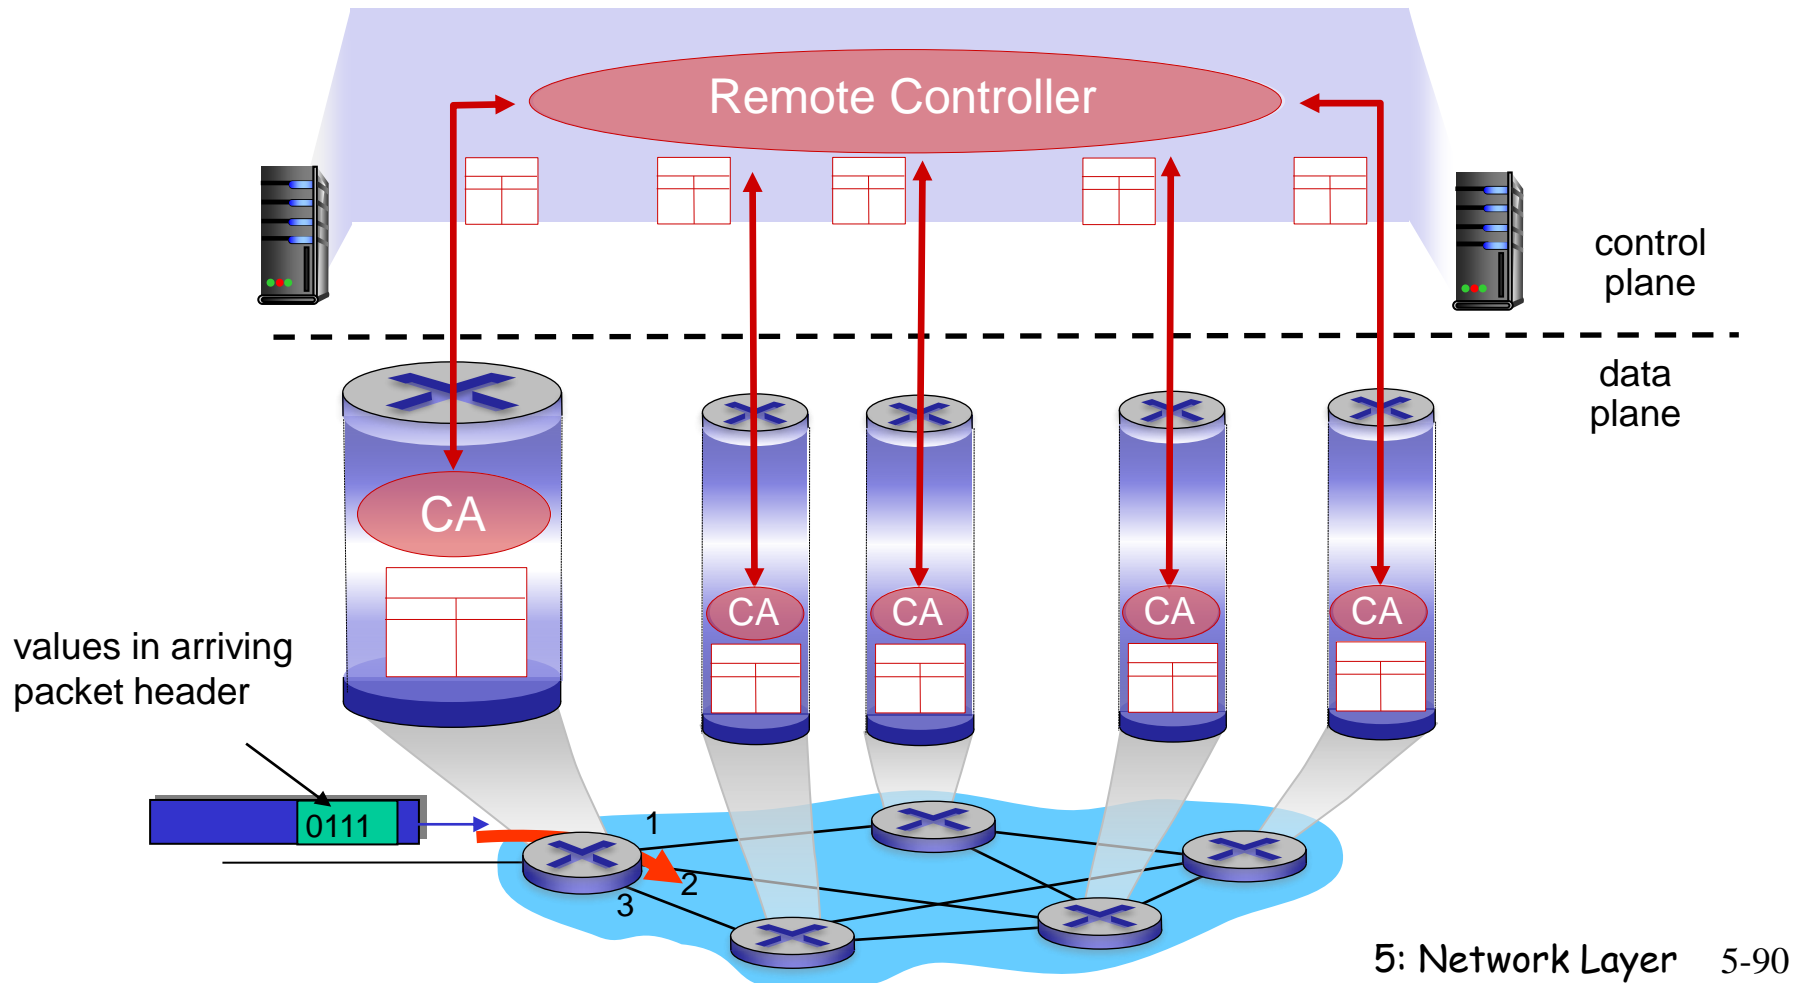 Remote Controller
control
plane
data
plane
CA
CA
CA
CA
CA
values in arriving
packet header
0111
1
2
3
5: Network Layer 5-90